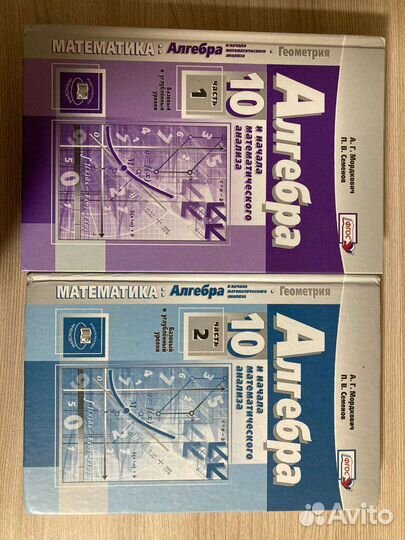 МАТЕМАТИКА: Алгебра и начала математического анализа • Геометрия
Алгебра
и начала
математического
анализа
10
часть
1
Базовый
и углублённый
уровни
А. Г. Мордкович
П. В. Семенов
ФГОС
МАТЕМАТИКА: Алгебра и начала математического анализа • Геометрия
Алгебра
и начала
математического
анализа
10
часть
2
Базовый
и углублённый
уровни
А. Г. Мордкович
П. В. Семенов
ФГОС
Avito